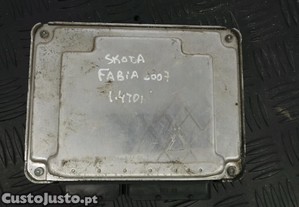 SKODA
FABIA 2007
1.4TDI
CustoJusto.pt